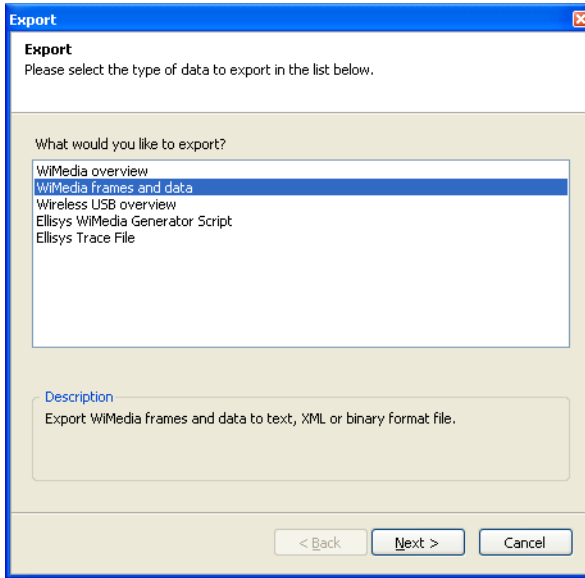 Export
Export
Please select the type of data to export in the list below.
What would you like to export?
WiMedia overview
WiMedia frames and data
Wireless USB overview
Ellisys WiMedia Generator Script
Ellisys Trace File
Description
Export WiMedia frames and data to text, XML or binary format file.
< Back
Next >
Cancel